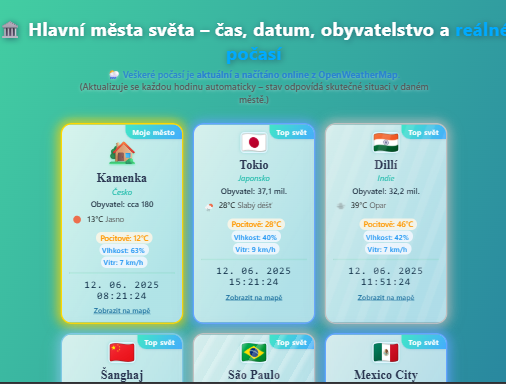 Hlavní města světa – čas, datum, obyvatelstvo a reálné
počasí
Veškeré počasí je aktuální a načítáno online z OpenWeatherMap.
(Aktualizuje se každou hodinu automaticky – stav odpovídá skutečné situaci v daném
městě.)
Moje město
Kamenka
Česko
Obyvatel: cca 180
13°C Jasno
Pocitově: 12°C
Vlhkost: 63%
Vítr: 7 km/h
12. 06. 2025
08:21:24
Zobrazit na mapě
Top svět
Tokio
Japonsko
Obyvatel: 37,1 mil.
28°C Slabý déšť
Pocitově: 28°C
Vlhkost: 40%
Vítr: 9 km/h
12. 06. 2025
15:21:24
Zobrazit na mapě
Top svět
Dillí
Indie
Obyvatel: 32,2 mil.
39°C Opar
Pocitově: 46°C
Vlhkost: 42%
Vítr: 7 km/h
12. 06. 2025
11:51:24
Zobrazit na mapě
Top svět
Šanghaj
Top svět
São Paulo
Top svět
Mexico City